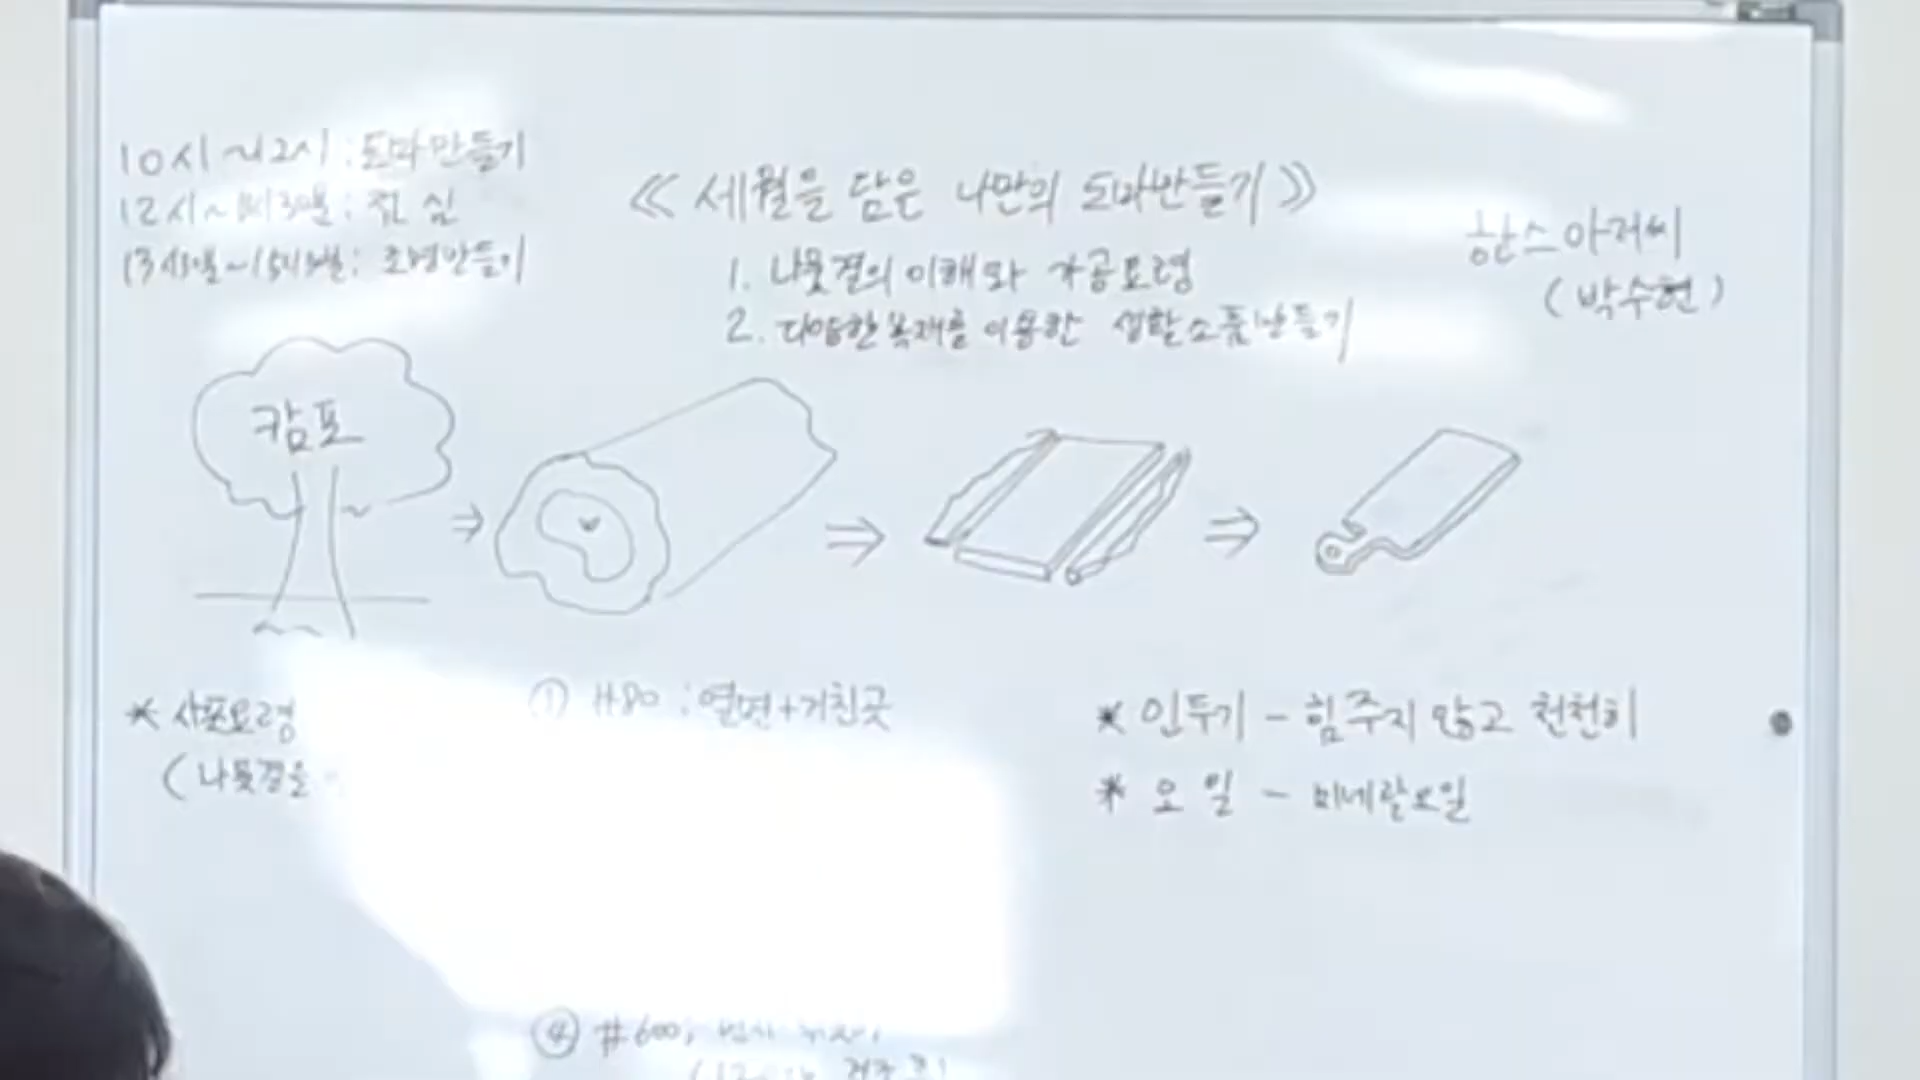 10시~12시 : 도마만들기
12시~1시30분 : 점심
13시30분~15시30분 : 조명만들기
《 세월을 담은 나만의 도마만들기 》
1. 나뭇결의 이해와 가공요령
2. 다양한 목재를 이용한 생활소품만들기
한스아저씨
(박수현)
캄포
* 사포요령
(나뭇결을
① #80 : 옆면+거친곳
* 인두기 - 힘주지 않고 천천히
* 오일 - 미네랄오일
④ #600;